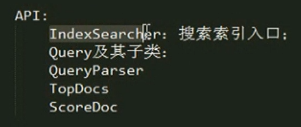 API:
IndexSearcher: 搜索索引入口;
Query及其子类:
QueryParser
TopDocs
ScoreDoc